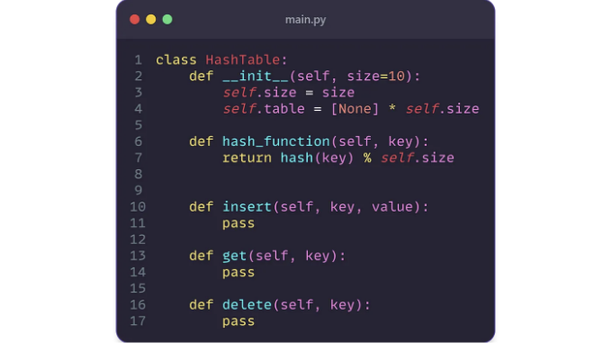 main.py
1 class HashTable:
2     def __init__(self, size=10):
3         self.size = size
4         self.table = [None] * self.size
5
6     def hash_function(self, key):
7         return hash(key) % self.size
8
9
10     def insert(self, key, value):
11         pass
12
13     def get(self, key):
14         pass
15
16     def delete(self, key):
17         pass